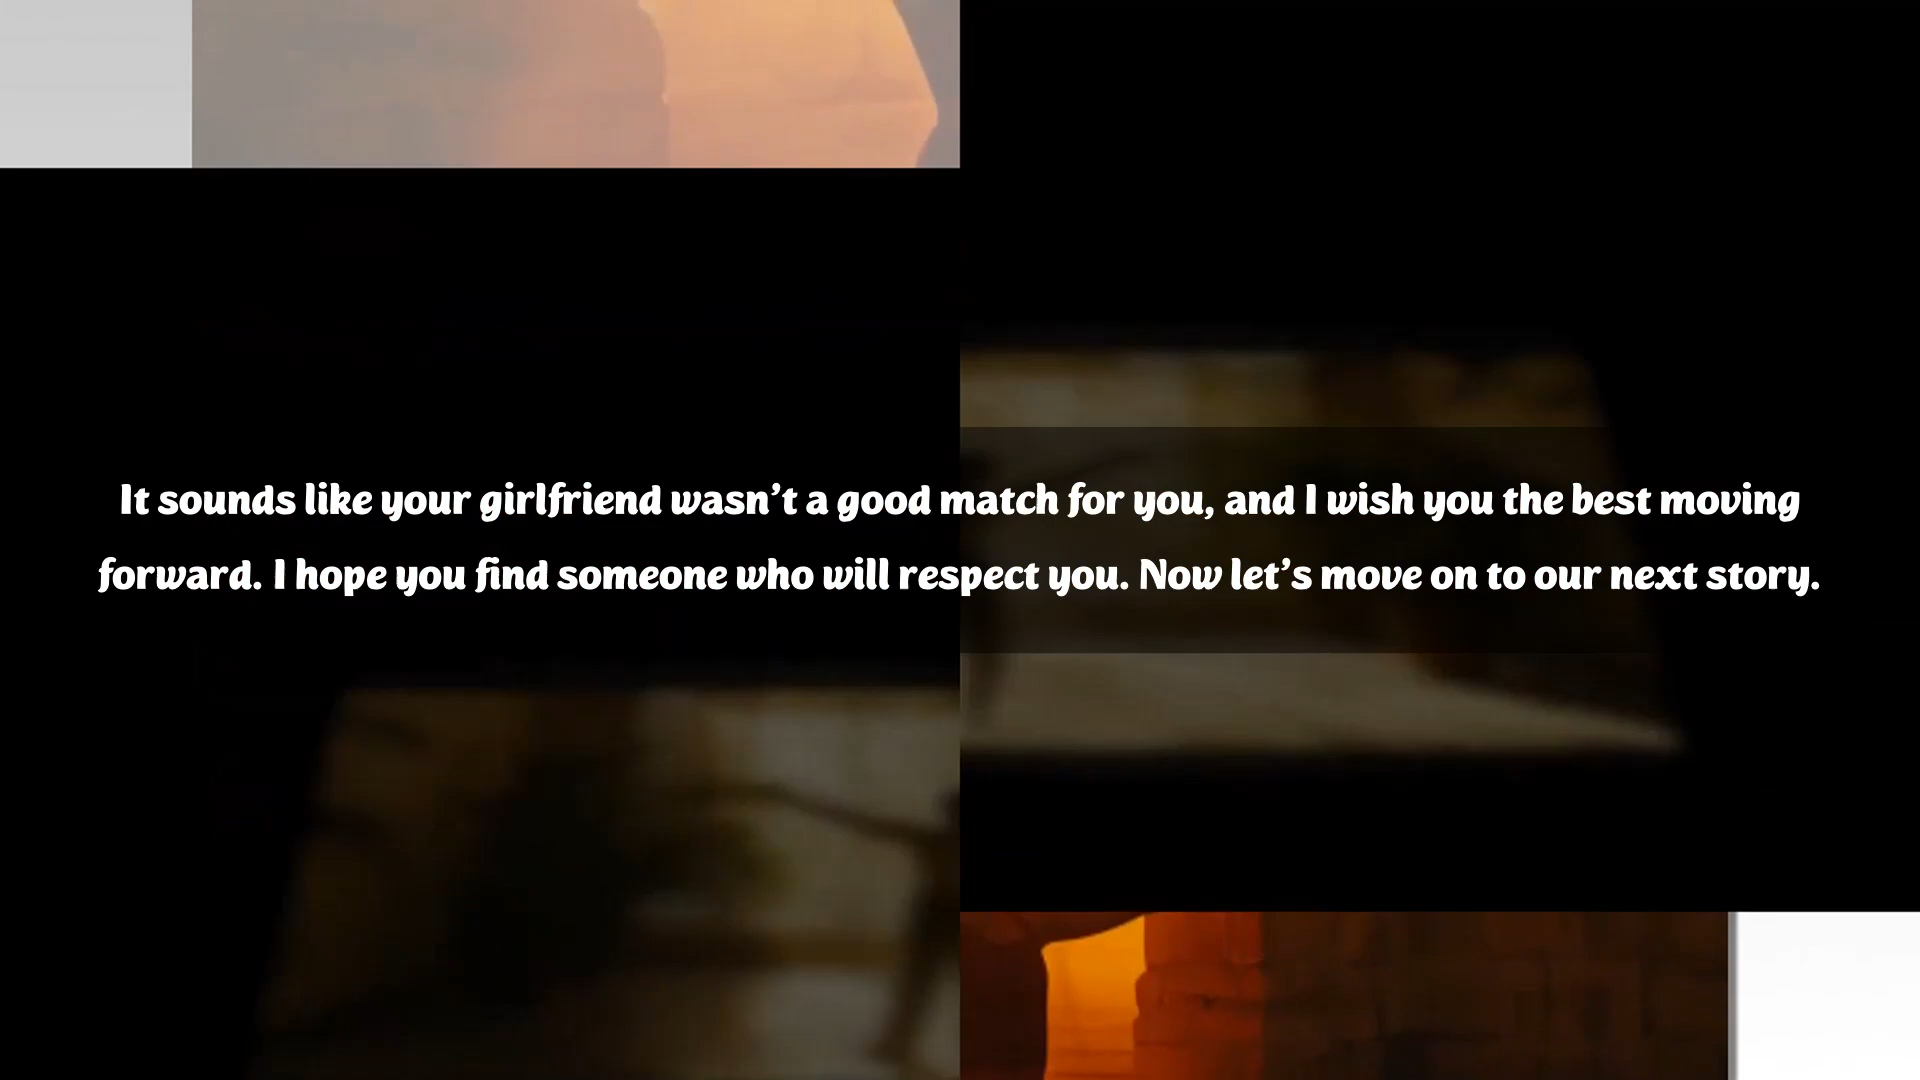 It sounds like your girlfriend wasn’t a good match for you, and I wish you the best moving
forward. I hope you find someone who will respect you. Now let’s move on to our next story.